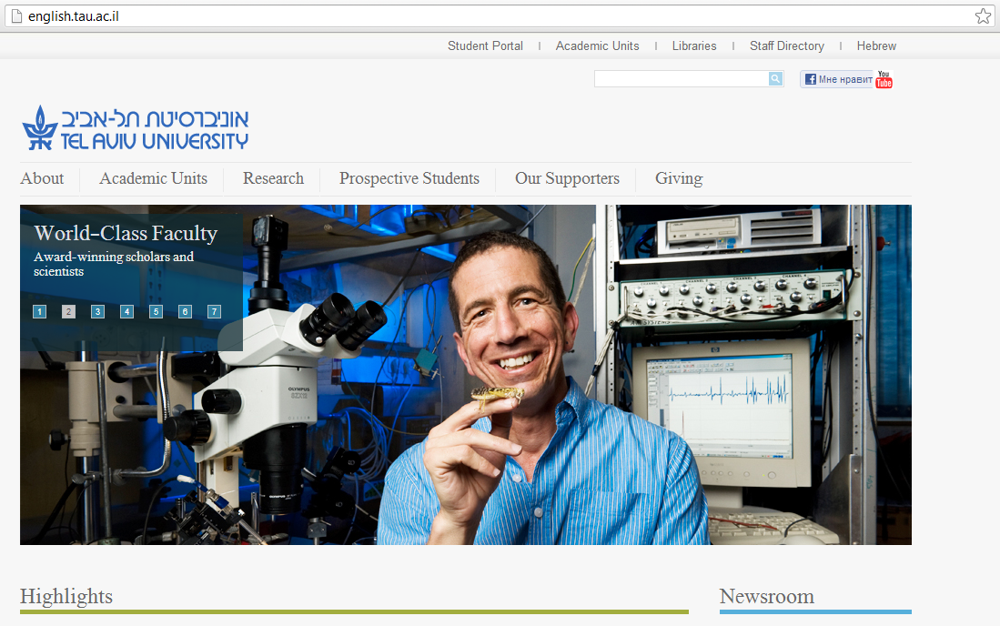 english.tau.ac.il
Student Portal | Academic Units | Libraries | Staff Directory | Hebrew
Мне нравит
You
Tube
אוניברסיטת תל-אביב
TEL AVIV UNIVERSITY
About Academic Units Research Prospective Students Our Supporters Giving
World-Class Faculty
Award-winning scholars and
scientists
1 2 3 4 5 6 7
OLYMPUS
Highlights Newsroom